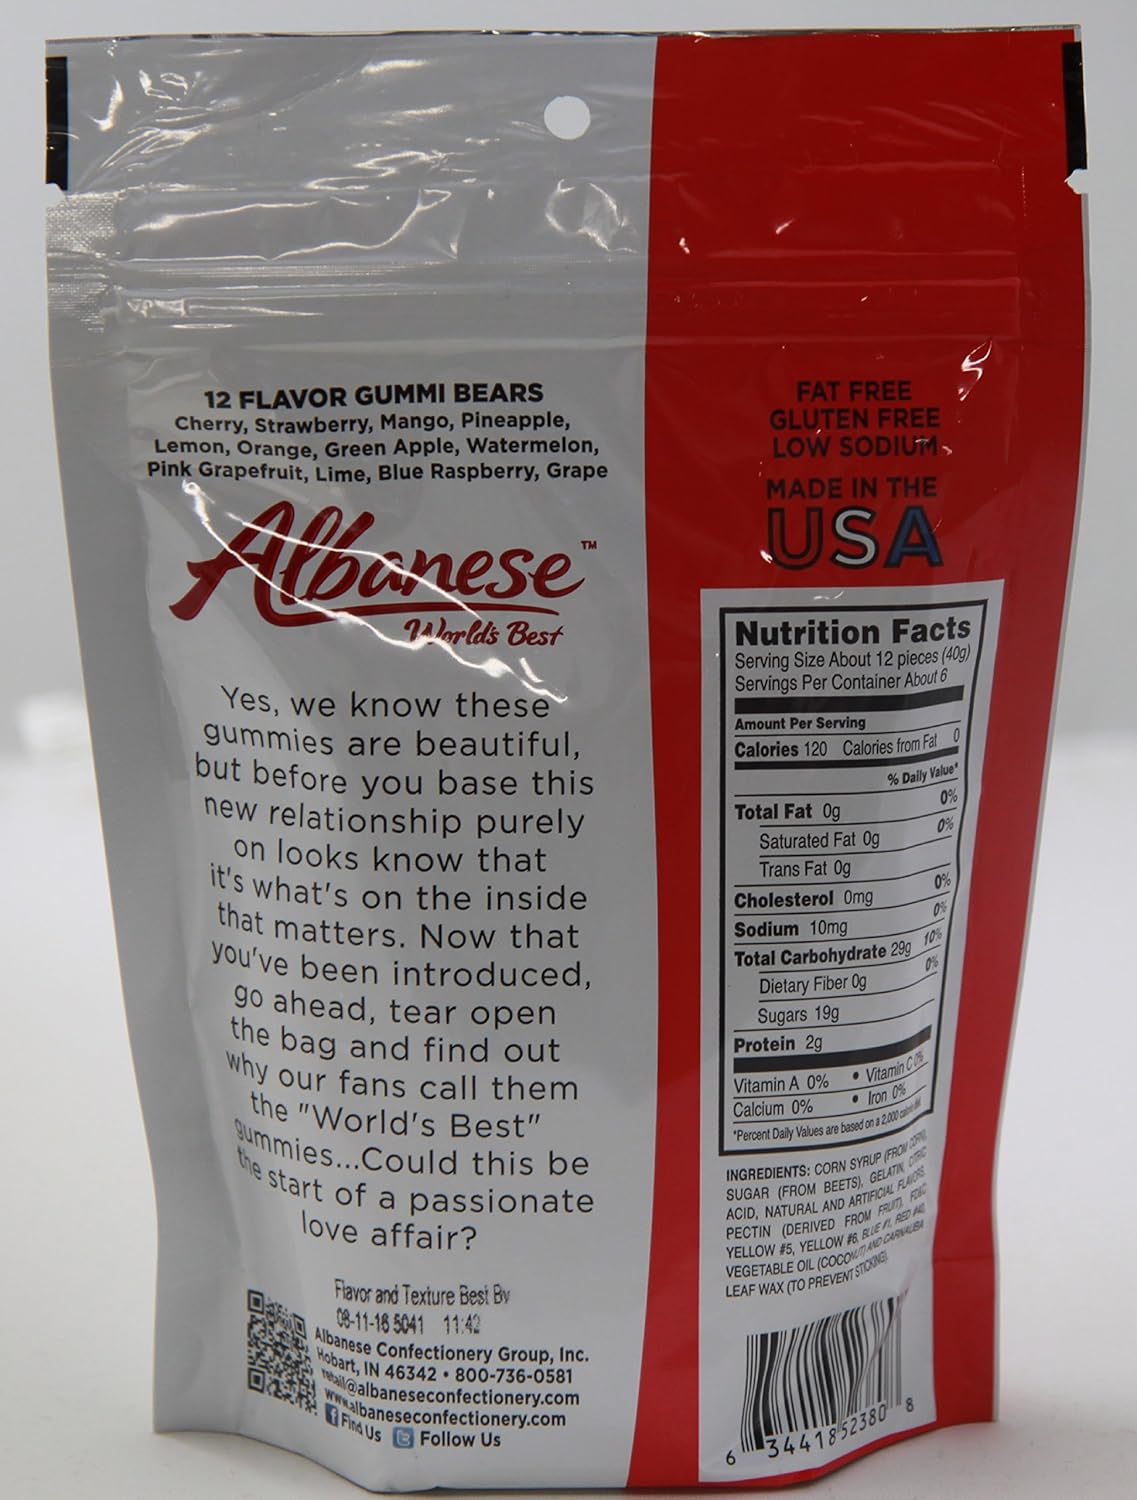 12 FLAVOR GUMMI BEARS
Cherry, Strawberry, Mango, Pineapple,
Lemon, Orange, Green Apple, Watermelon,
Pink Grapefruit, Lime, Blue Raspberry, Grape
Albanese™
World's Best
Yes, we know these
gummies are beautiful,
but before you base this
new relationship purely
on looks know that
it's what's on the inside
that matters. Now that
you've been introduced,
go ahead, tear open
the bag and find out
why our fans call them
the "World's Best"
gummies...Could this be
the start of a passionate
love affair?
Flavor and Texture Best By
08-11-16 5041 11:42
Albanese Confectionery Group, Inc.
Hobart, IN 46342 • 800-736-0581
retail@albaneseconfectionery.com
www.albaneseconfectionery.com
f Find Us t Follow Us
FAT FREE
GLUTEN FREE
LOW SODIUM
MADE IN THE
USA
Nutrition Facts
Serving Size About 12 pieces (40g)
Servings Per Container About 6
Amount Per Serving
Calories 120 Calories from Fat 0
% Daily Value*
Total Fat 0g 0%
Saturated Fat 0g 0%
Trans Fat 0g
Cholesterol 0mg 0%
Sodium 10mg 0%
Total Carbohydrate 29g 10%
Dietary Fiber 0g 0%
Sugars 19g
Protein 2g
Vitamin A 0% • Vitamin C 0%
Calcium 0% • Iron 0%
*Percent Daily Values are based on a 2,000 calorie diet.
INGREDIENTS: CORN SYRUP (FROM CORN),
SUGAR (FROM BEETS), GELATIN, CITRIC
ACID, NATURAL AND ARTIFICIAL FLAVORS,
PECTIN (DERIVED FROM FRUIT), FD&C
YELLOW #5, YELLOW #6, BLUE #1, RED #40,
VEGETABLE OIL (COCONUT) AND CARNAUBA
LEAF WAX (TO PREVENT STICKING).
6 34418 52380 8